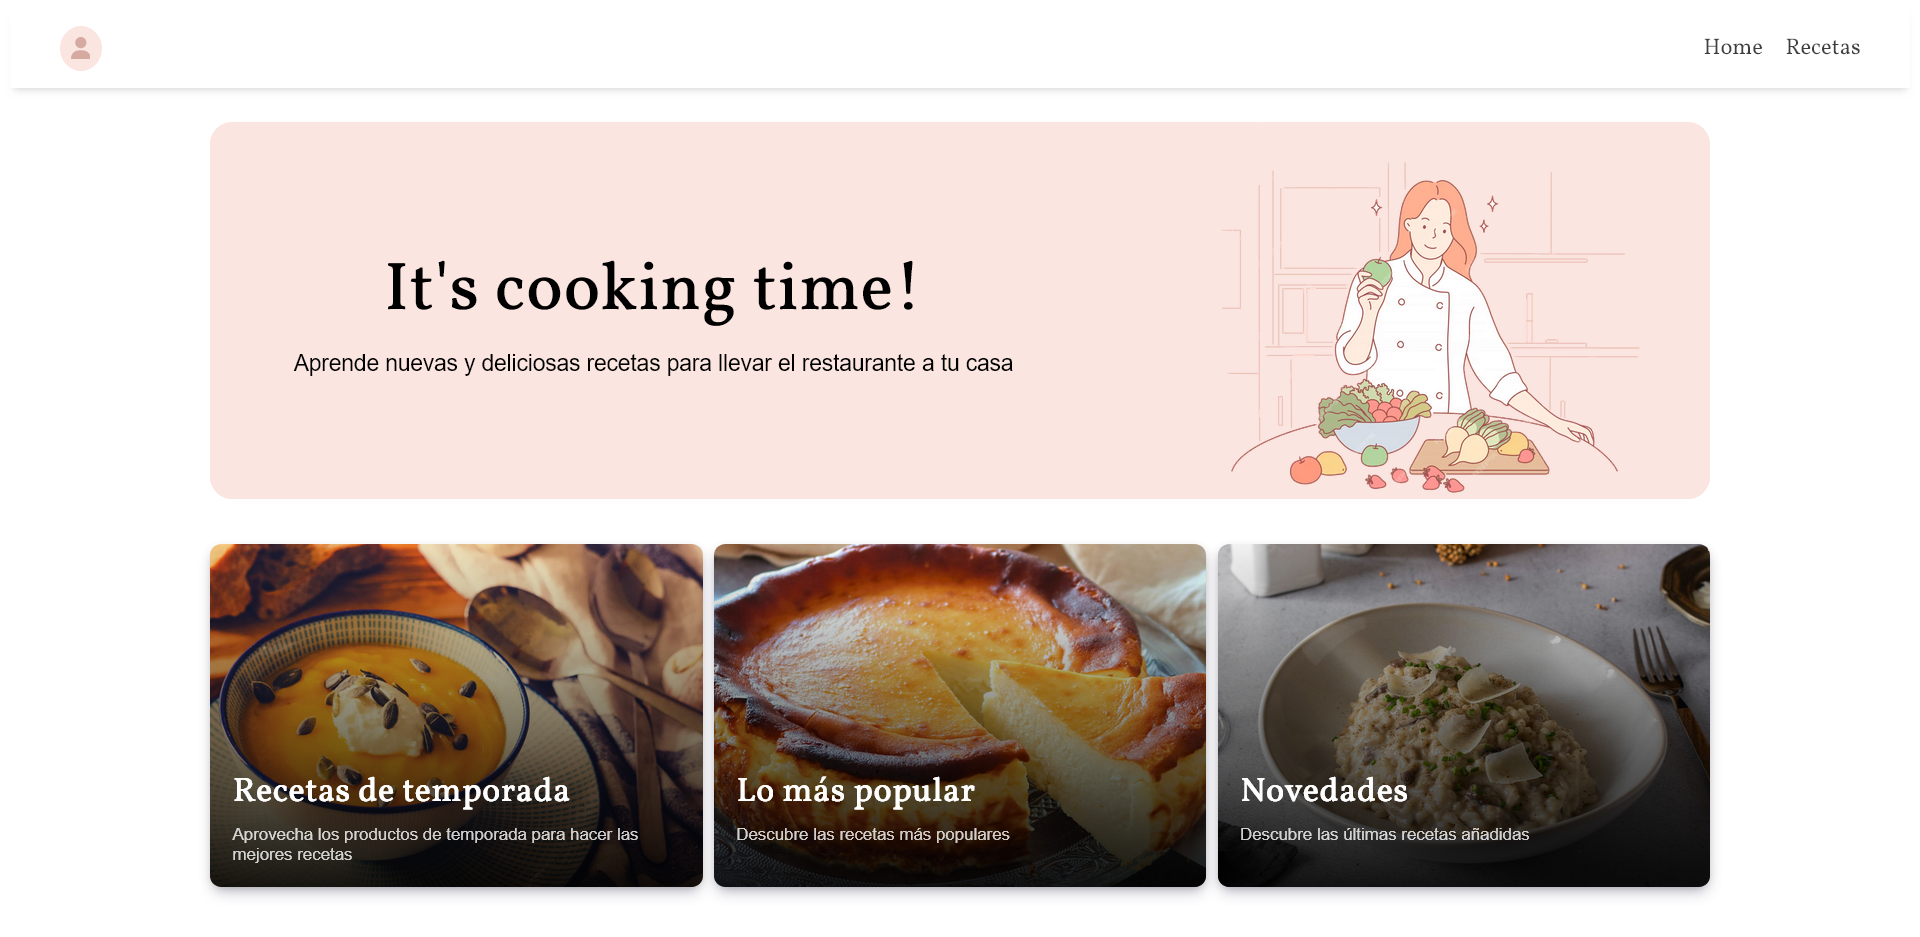 Home Recetas
It's cooking time!
Aprende nuevas y deliciosas recetas para llevar el restaurante a tu casa
Recetas de temporada
Aprovecha los productos de temporada para hacer las
mejores recetas
Lo más popular
Descubre las recetas más populares
Novedades
Descubre las últimas recetas añadidas